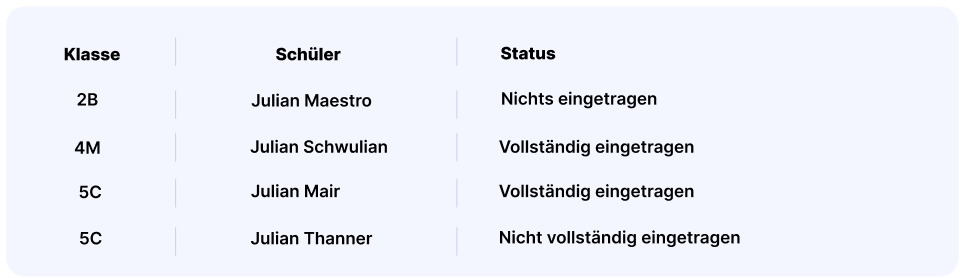 Klasse Schüler Status
2B Julian Maestro Nichts eingetragen
4M Julian Schwulian Vollständig eingetragen
5C Julian Mair Vollständig eingetragen
5C Julian Thanner Nicht vollständig eingetragen